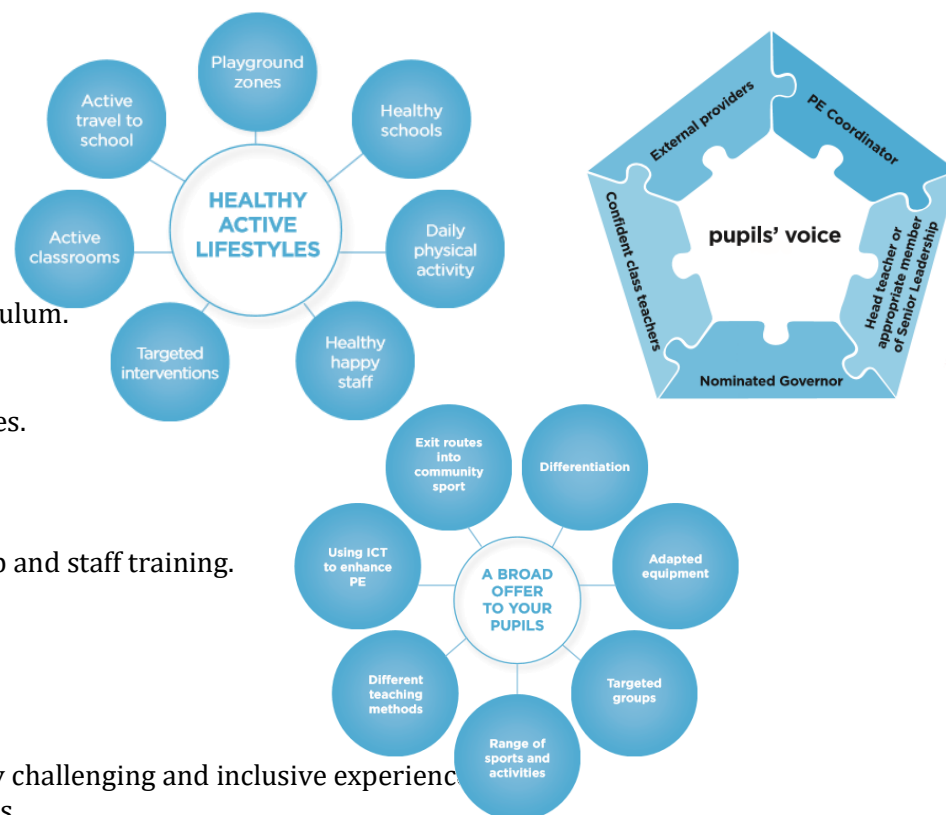 Playground
zones
Active
travel to
school
Healthy
schools
HEALTHY
ACTIVE
LIFESTYLES
Active
classrooms
Daily
physical
activity
Targeted
interventions
Healthy
happy
staff
External providers
PE Coordinator
Confident class teachers
pupils’ voice
Head teacher or
appropriate member
of Senior Leadership
Nominated Governor
Exit routes
into
community
sport
Differentiation
Using ICT
to enhance
PE
Adapted
equipment
A BROAD
OFFER
TO YOUR
PUPILS
Different
teaching
methods
Targeted
groups
Range of
sports and
activities
and staff training.
challenging and inclusive